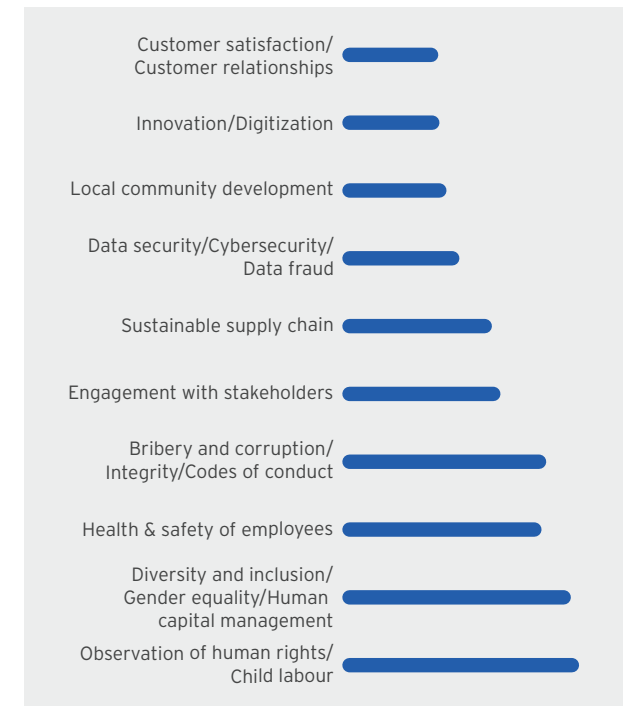 Customer satisfaction/
Customer relationships
Innovation/Digitization
Local community development
Data security/Cybersecurity/
Data fraud
Sustainable supply chain
Engagement with stakeholders
Bribery and corruption/
Integrity/Codes of conduct
Health & safety of employees
Diversity and inclusion/
Gender equality/Human
capital management
Observation of human rights/
Child labour